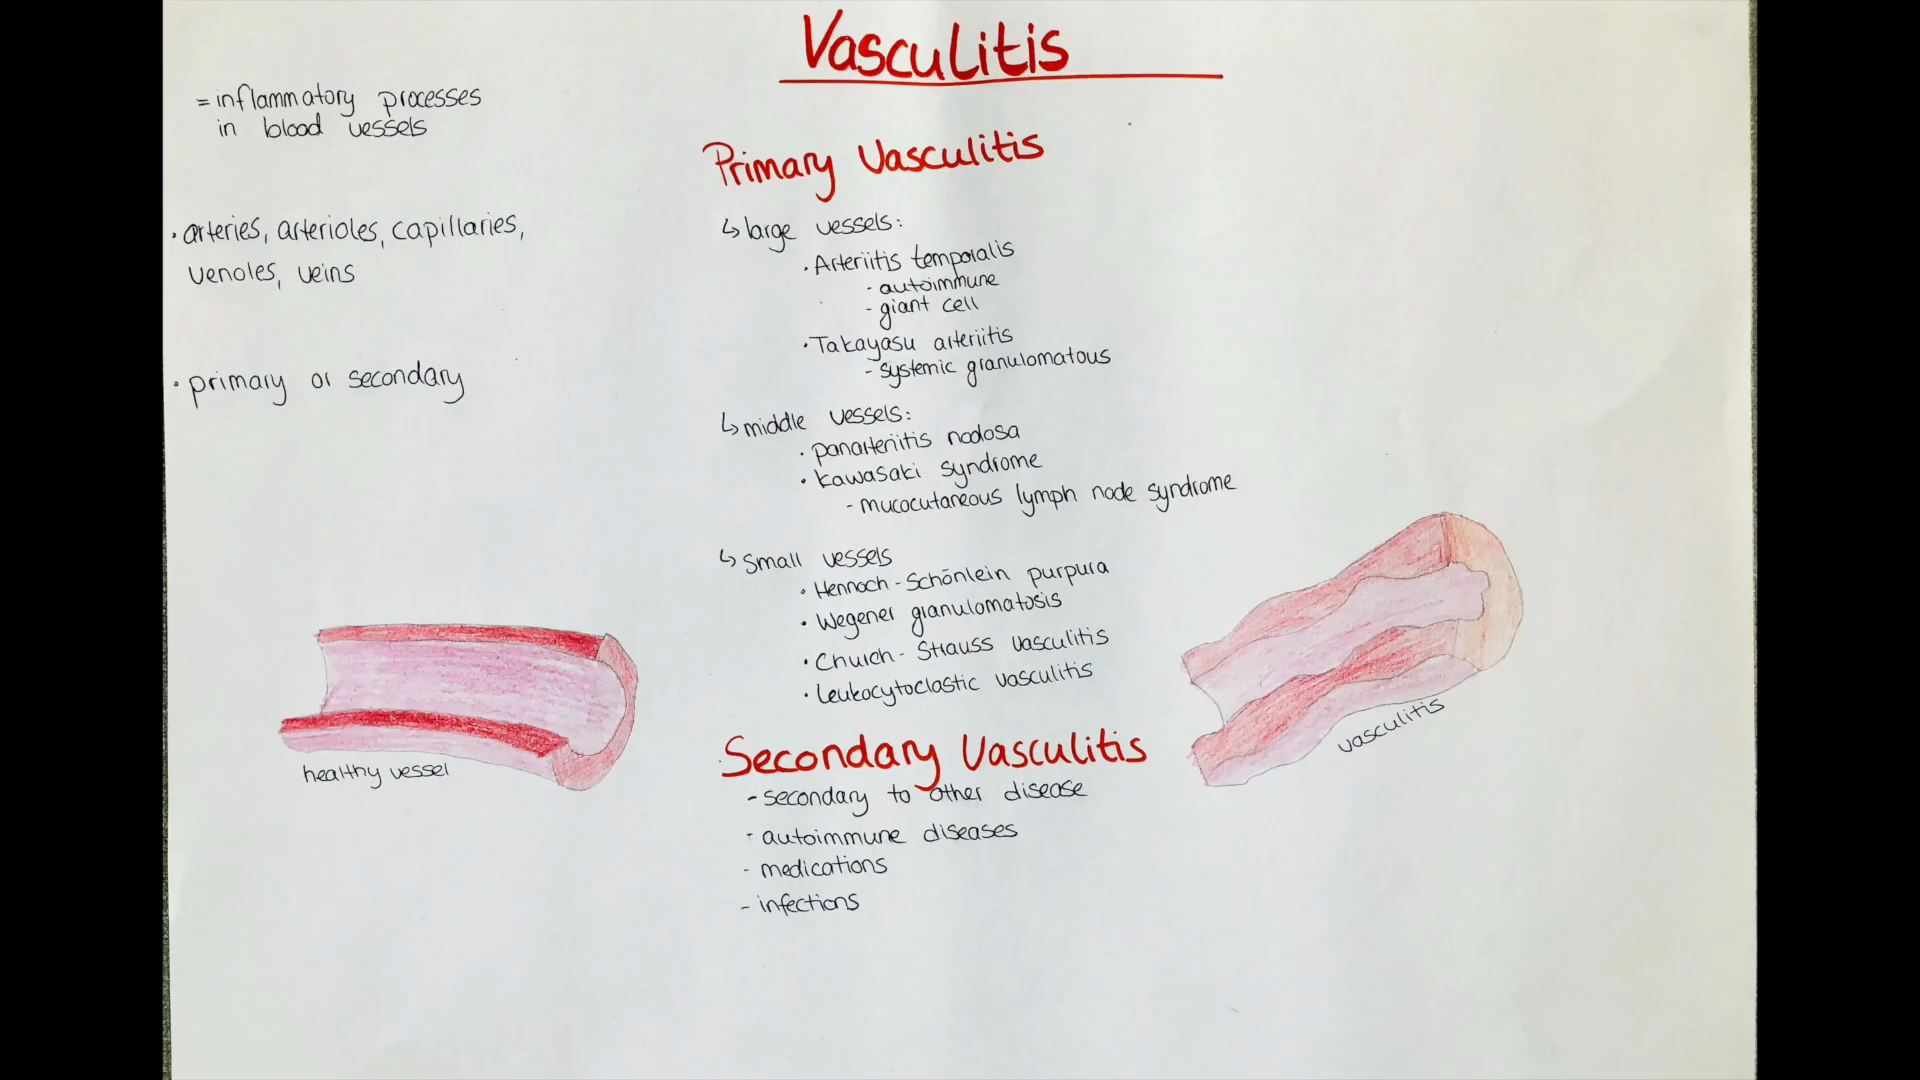 Vasculitis
= inflammatory processes
in blood vessels
• arteries, arterioles, capillaries,
venoles, veins
• primary or secondary
Primary Vasculitis
↳ large vessels:
• Arteriitis temporalis
- autoimmune
- giant cell
• Takayasu arteriitis
- systemic granulomatous
↳ middle vessels:
• panarteriitis nodosa
• kawasaki syndrome
- mucocutaneous lymph node syndrome
↳ small vessels
• Hennoch-Schönlein purpura
• Wegener granulomatosis
• Church-Strauss vasculitis
• Leukocytoclastic vasculitis
Secondary Vasculitis
- secondary to other disease
- autoimmune diseases
- medications
- infections
healthy vessel
vasculitis